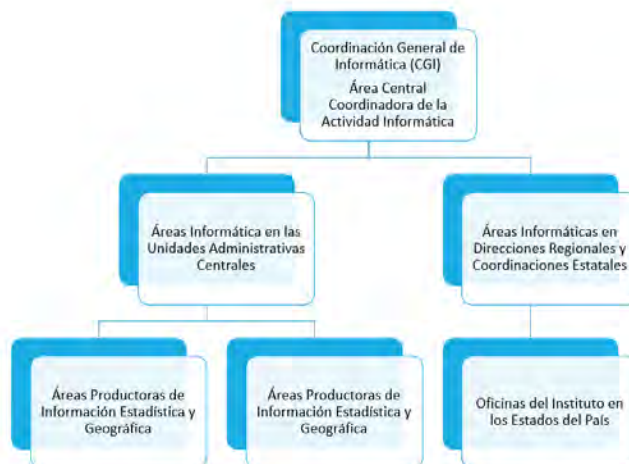 Coordinación General de
Informática (CGI)
Área Central
Coordinadora de la
Actividad Informática
Áreas Informática en las
Unidades Administrativas
Centrales
Áreas Informáticas en
Direcciones Regionales y
Coordinaciones Estatales
Áreas Productoras de
Información Estadística y
Geográfica
Áreas Productoras de
Información Estadística y
Geográfica
Oficinas del Instituto en
los Estados del País